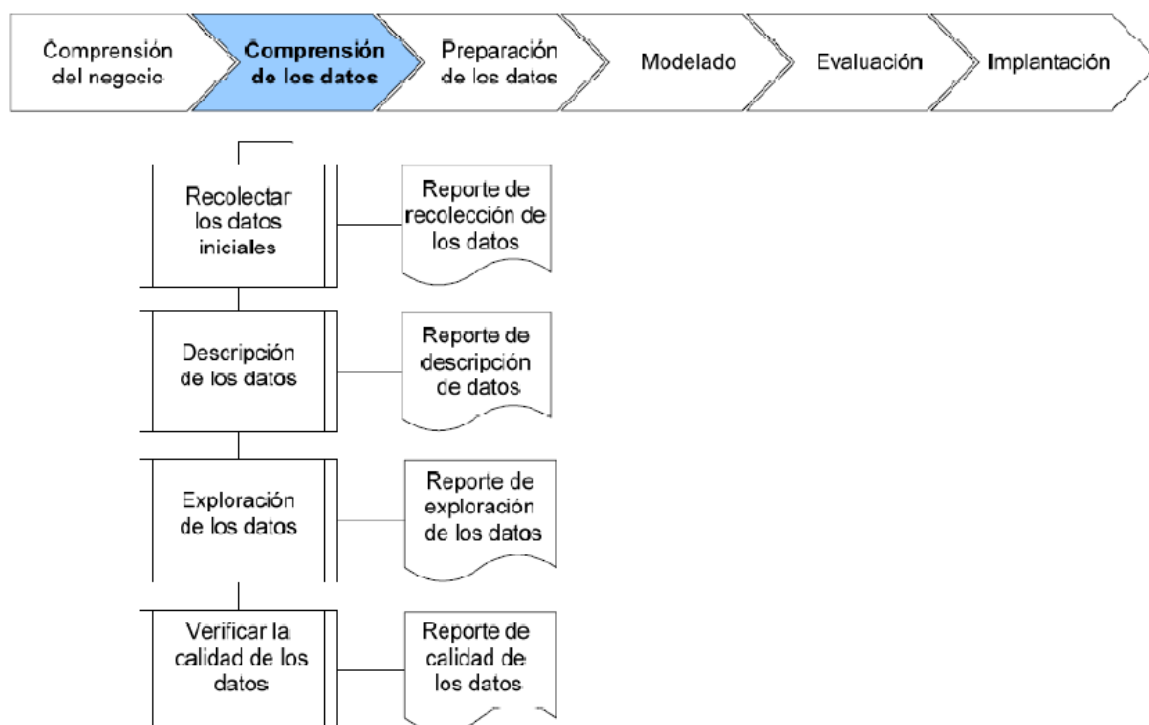 Comprensión
del negocio
Comprensión
de los datos
Preparación
de los datos
Modelado
Evaluación
Implantación
Recolectar
los datos
iniciales
Reporte de
recolección de
los datos
Descripción
de los datos
Reporte de
descripción
de datos
Exploración
de los datos
Reporte de
exploración
de los datos
Verificar la
calidad de los
datos
Reporte de
calidad de
los datos